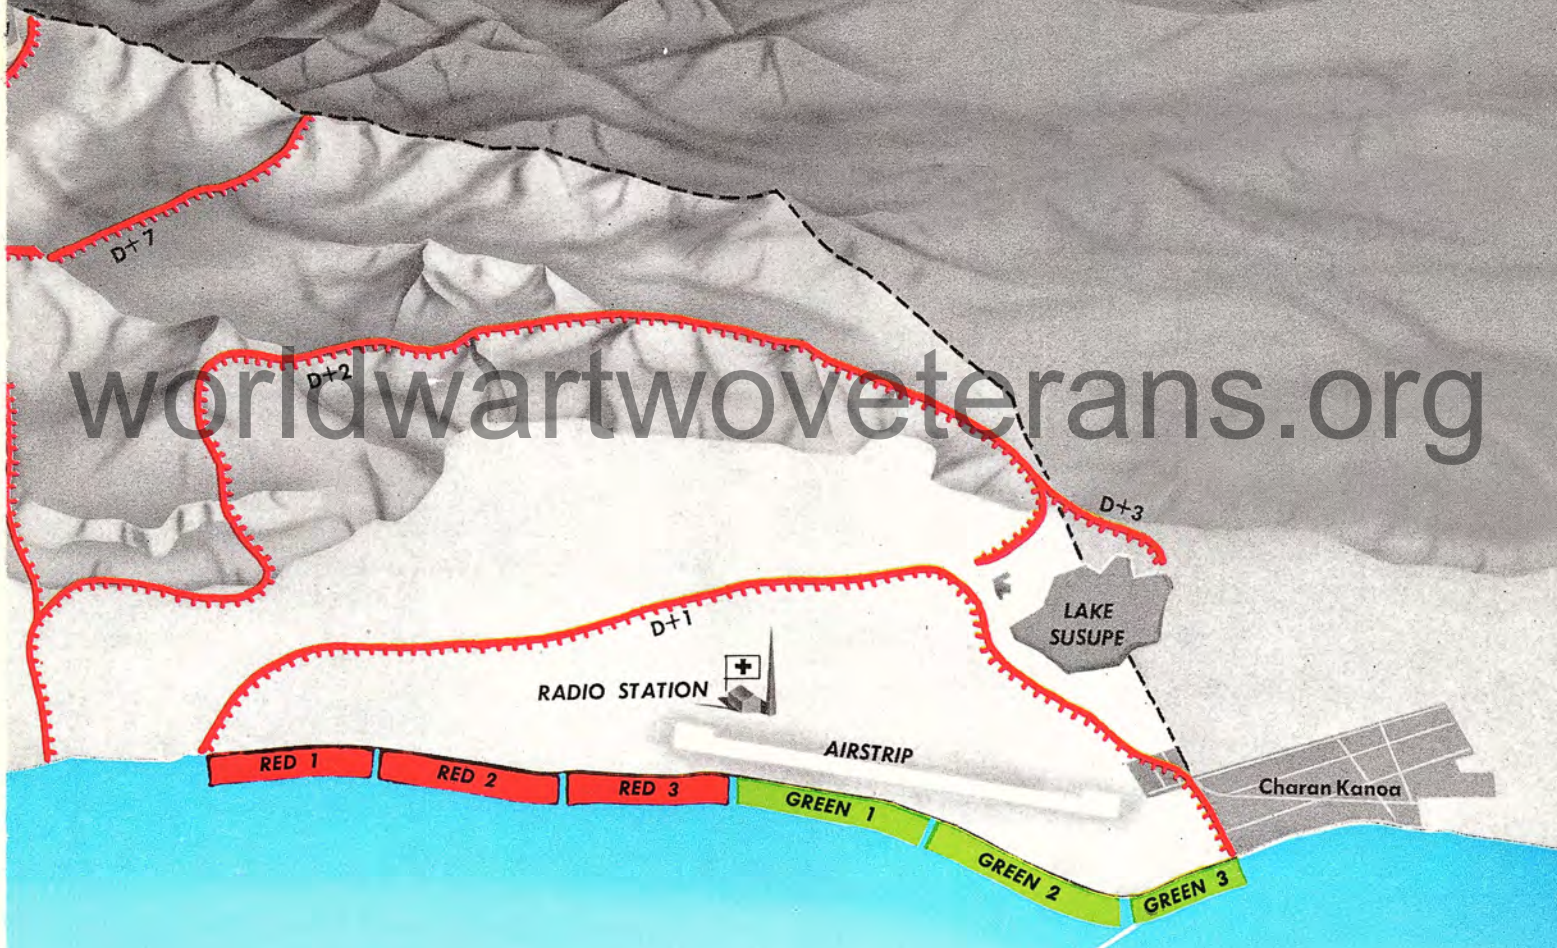 D+7
D+2
worldwartwoveterans.org
D+3
LAKE
SUSUPE
D+1
RADIO STATION
AIRSTRIP
RED 1
RED 2
RED 3
GREEN 1
Charan Kanoa
GREEN 2
GREEN 3